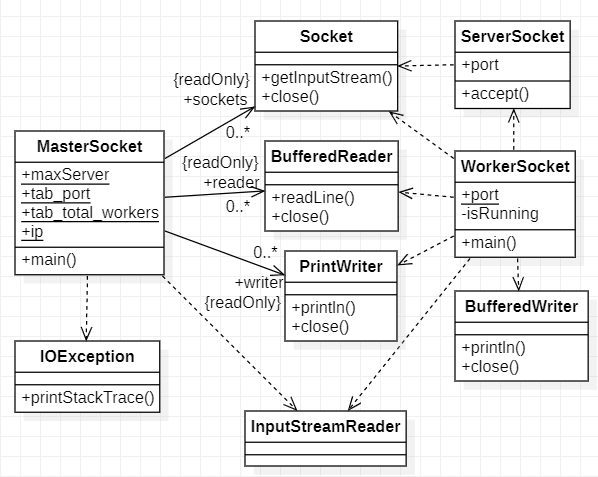 Socket
+getInputStream()
+close()
ServerSocket
+port
+accept()
{readOnly}
+sockets
0..*
MasterSocket
+maxServer
+tab_port
+tab_total_workers
+ip
+main()
BufferedReader
+readLine()
+close()
{readOnly}
+reader
0..*
WorkerSocket
+port
-isRunning
+main()
0..*
+writer
{readOnly}
PrintWriter
+println()
+close()
BufferedWriter
+println()
+close()
IOException
+printStackTrace()
InputStreamReader